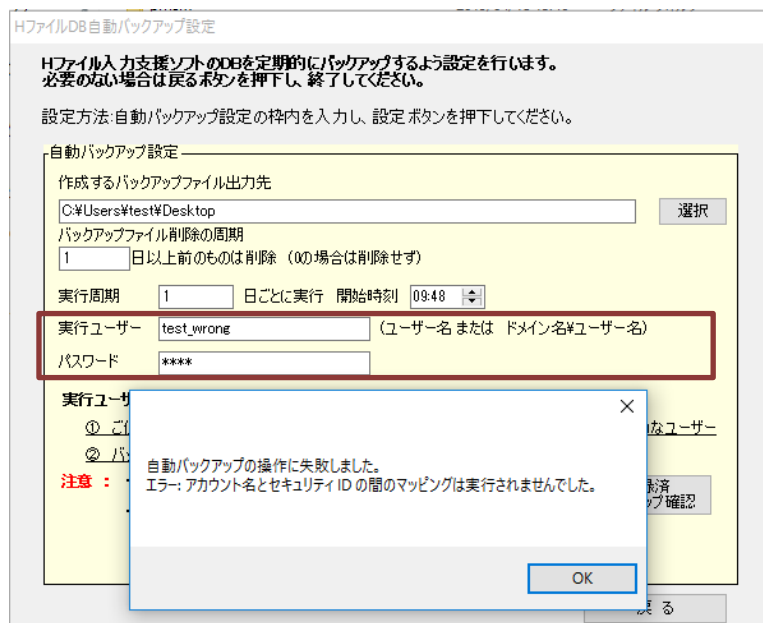 HファイルDB自動バックアップ設定
Hファイル入力支援ソフトのDBを定期的にバックアップするよう設定を行います。
必要のない場合は戻るボタンを押下し、終了してください。
設定方法:自動バックアップ設定の枠内を入力し、設定ボタンを押下してください。
自動バックアップ設定
作成するバックアップファイル出力先
C:¥Users¥test¥Desktop 選択
バックアップファイル削除の周期
1 日以上前のものは削除 (0の場合は削除せず)
実行周期 1 日ごとに実行 開始時刻 09:48
実行ユーザー test_wrong (ユーザー名 または ドメイン名¥ユーザー名)
パスワード ****
実行ユーザ
① ご なユーザー
② バ
注意 : 済
プ確認
自動バックアップの操作に失敗しました。
エラー: アカウント名とセキュリティ ID の間のマッピングは実行されませんでした。
OK
戻る